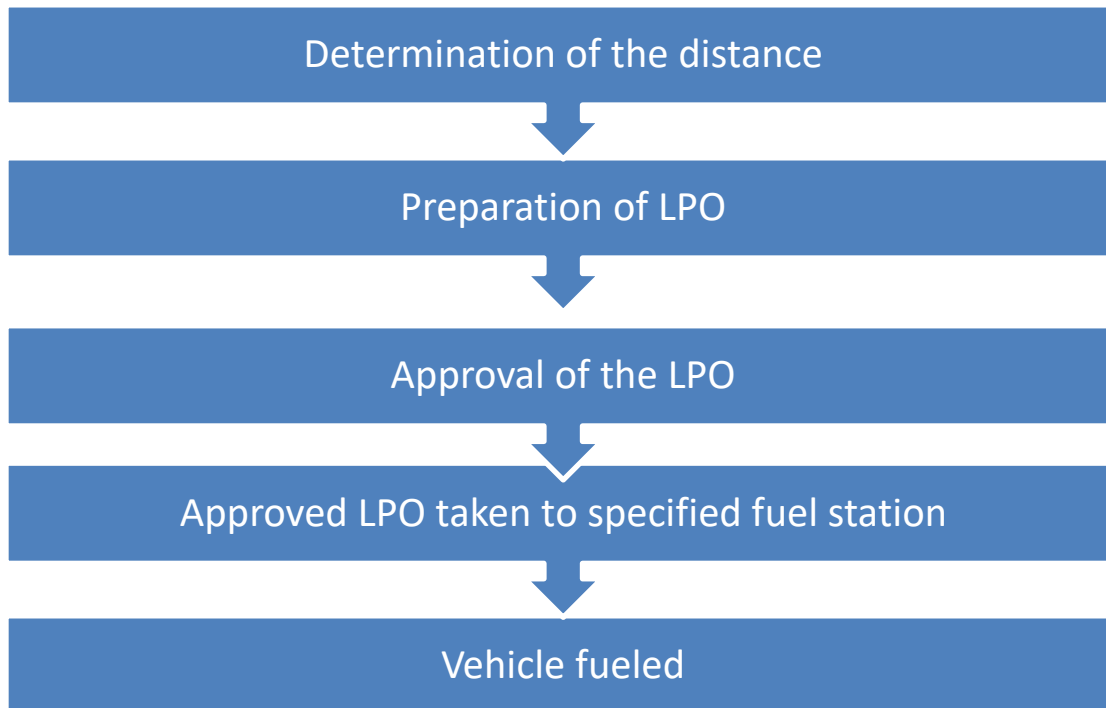 Determination of the distance
Preparation of LPO
Approval of the LPO
Approved LPO taken to specified fuel station
Vehicle fueled